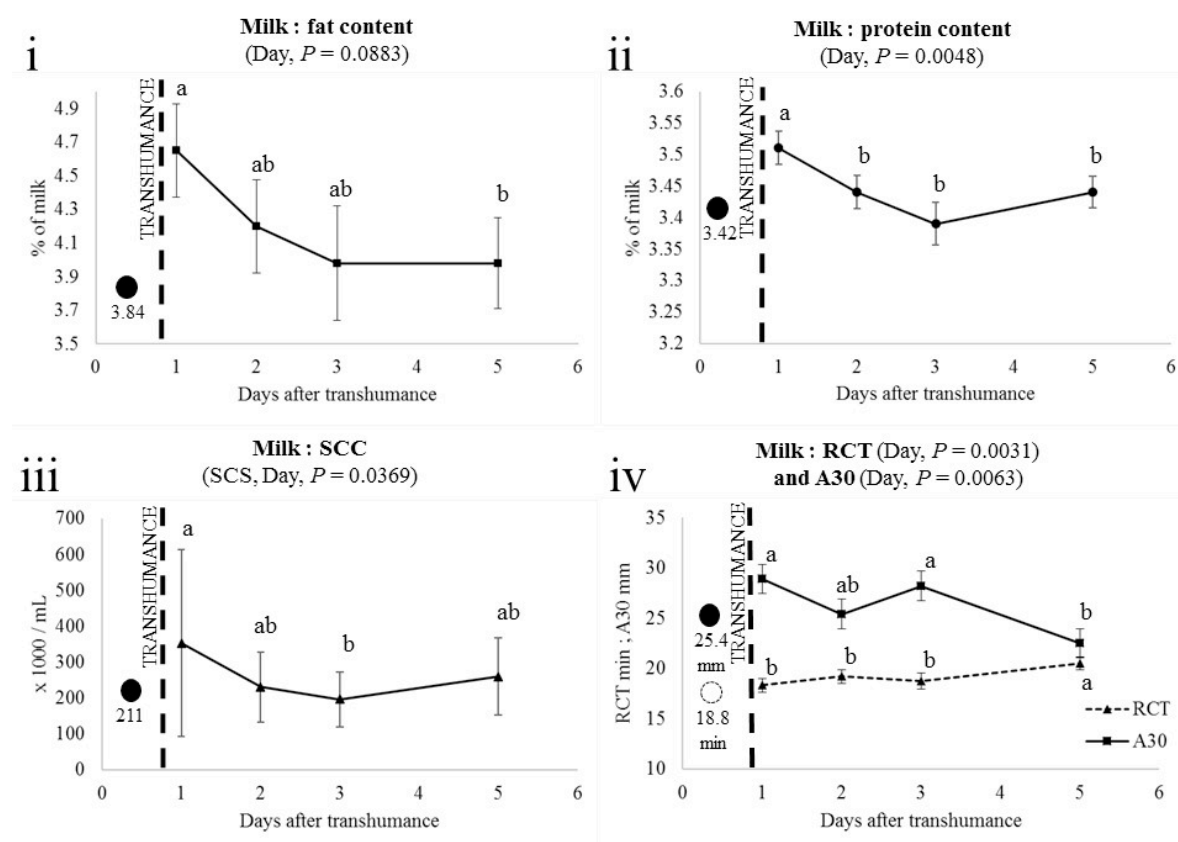 i
Milk : fat content
(Day, P = 0.0883)
% of milk
4.9
4.7
4.5
4.3
4.1
3.9
3.7
3.5
TRANSHUMANCE
3.84
a
ab
ab
b
0 1 2 3 4 5 6
Days after transhumance
ii
Milk : protein content
(Day, P = 0.0048)
% of milk
3.6
3.55
3.5
3.45
3.4
3.35
3.3
3.25
3.2
TRANSHUMANCE
3.42
a
b
b
b
0 1 2 3 4 5 6
Days after transhumance
iii
Milk : SCC
(SCS, Day, P = 0.0369)
x 1000 / mL
700
600
500
400
300
200
100
0
TRANSHUMANCE
211
a
ab
b
ab
0 1 2 3 4 5 6
Days after transhumance
iv
Milk : RCT (Day, P = 0.0031)
and A30 (Day, P = 0.0063)
RCT min ; A30 mm
35
30
25
20
15
10
TRANSHUMANCE
25.4
mm
18.8
min
a
ab
a
b
b
b
b
a
RCT
A30
0 1 2 3 4 5 6
Days after transhumance